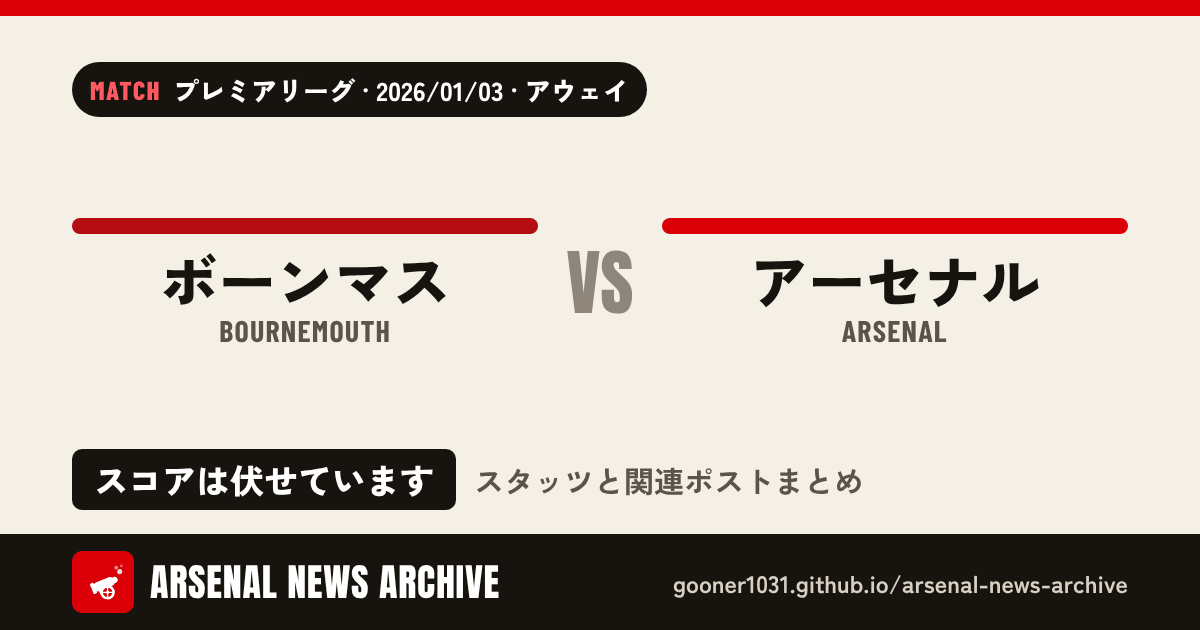 MATCH プレミアリーグ · 2026/01/03 · アウェイ
ボーンマス
BOURNEMOUTH
VS
アーセナル
ARSENAL
スコアは伏せています スタッツと関連ポストまとめ
ARSENAL NEWS ARCHIVE
gooner1031.github.io/arsenal-news-archive